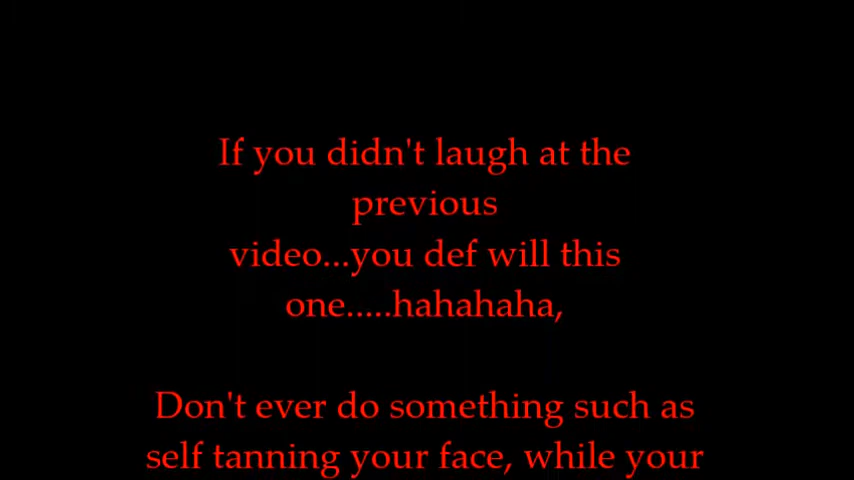 If you didn't laugh at the
previous
video...you def will this
one.....hahahaha,
Don't ever do something such as
self tanning your face, while your